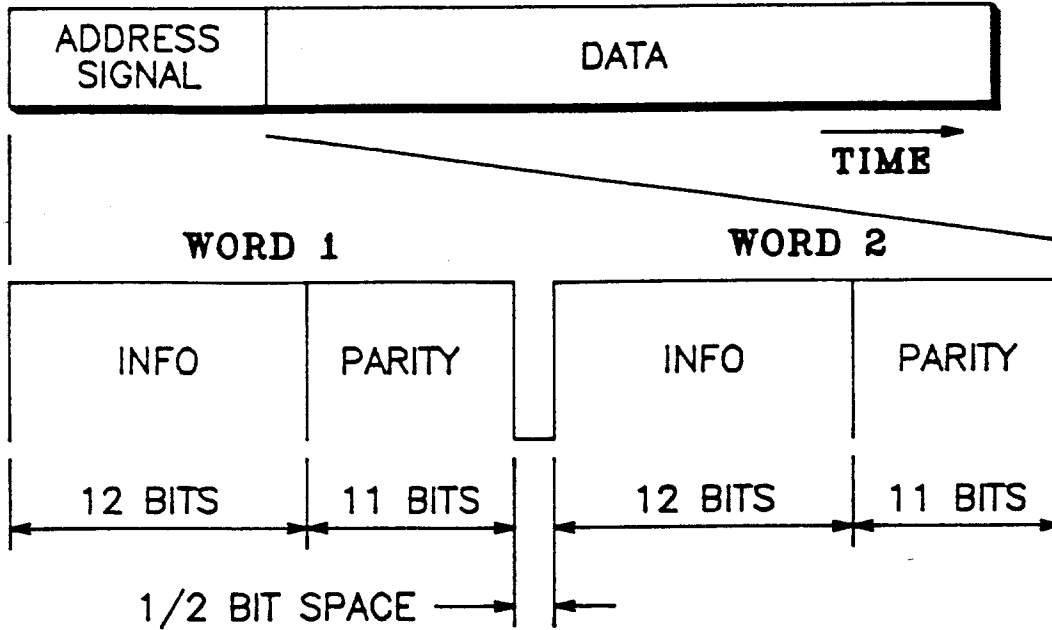 ADDRESS
SIGNAL
DATA
TIME
WORD 1
WORD 2
INFO
PARITY
INFO
PARITY
12 BITS
11 BITS
12 BITS
11 BITS
1/2 BIT SPACE